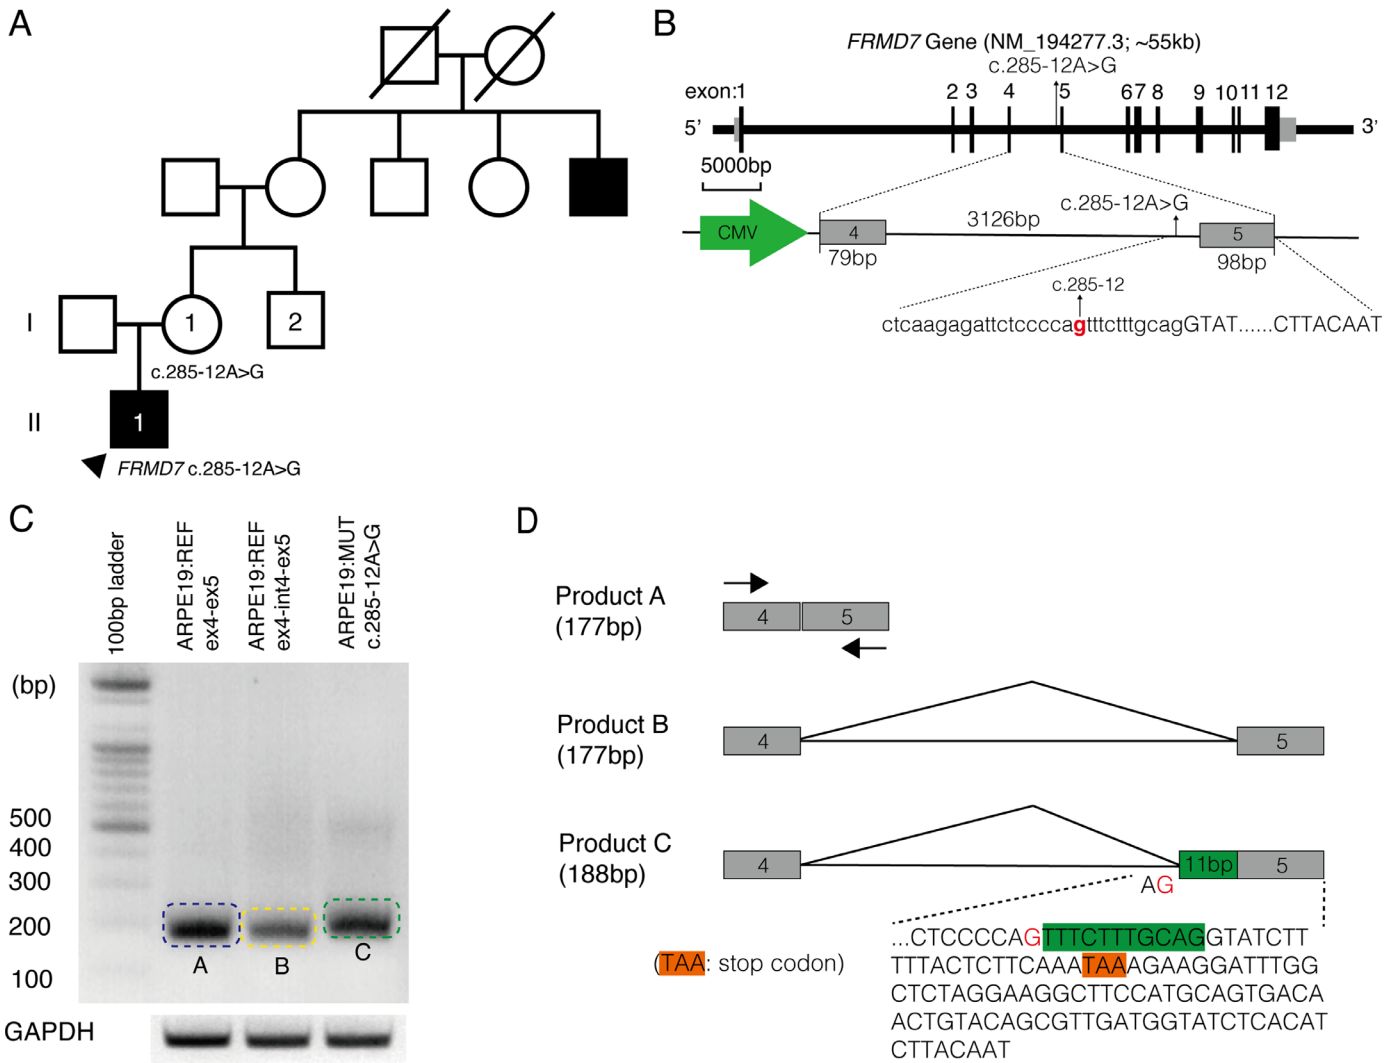 A
I
1
2
c.285-12A>G
II
1
FRMD7 c.285-12A>G
B
FRMD7 Gene (NM_194277.3; ~55kb)
c.285-12A>G
exon:1 2 3 4 5 6 7 8 9 10 11 12
5’ 3’
5000bp
c.285-12A>G
CMV 4 3126bp 5
79bp 98bp
c.285-12
ctcaagagattctccccagtttctttgcagGTAT......CTTACAAT
C
100bp ladder
ARPE19:REF
ex4-ex5
ARPE19:REF
ex4-int4-ex5
ARPE19:MUT
c.285-12A>G
(bp)
500
400
300
200
100
A B C
GAPDH
D
Product A
(177bp)
4 5
Product B
(177bp)
4 5
Product C
(188bp)
4 11bp 5
AG
(TAA: stop codon)
...CTCCCCAGTTTCTTTGCAGGTATCTT
TTTACTCTTCAAATAAAGAAGGATTTGG
CTCTAGGAAGGCTTCCATGCAGTGACA
ACTGTACAGCGTTGATGGTATCTCACAT
CTTACAAT